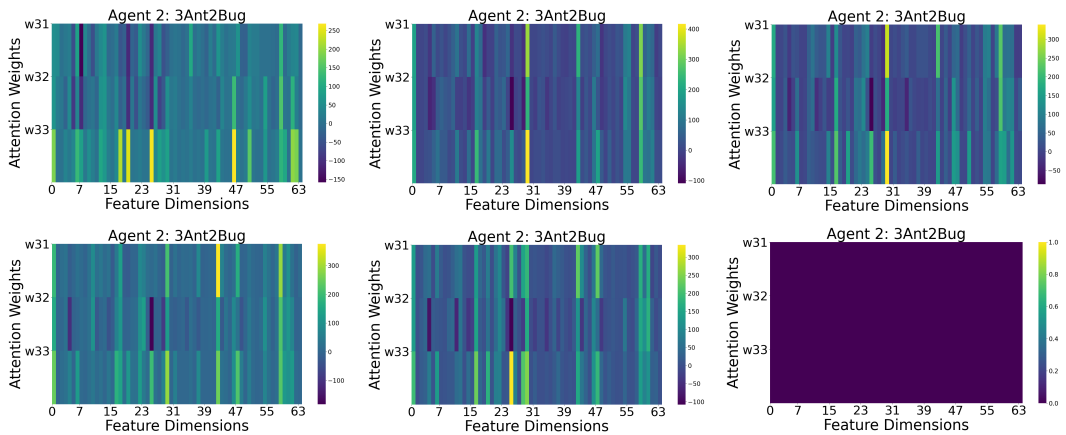 Agent 2: 3Ant2Bug
Attention Weights
w31
w32
w33
0 7 15 23 31 39 47 55 63
Feature Dimensions
250
200
150
100
50
0
−50
−100
−150
Agent 2: 3Ant2Bug
Attention Weights
w31
w32
w33
0 7 15 23 31 39 47 55 63
Feature Dimensions
400
300
200
100
0
−100
Agent 2: 3Ant2Bug
Attention Weights
w31
w32
w33
0 7 15 23 31 39 47 55 63
Feature Dimensions
300
250
200
150
100
50
0
−50
Agent 2: 3Ant2Bug
Attention Weights
w31
w32
w33
0 7 15 23 31 39 47 55 63
Feature Dimensions
300
200
100
0
−100
Agent 2: 3Ant2Bug
Attention Weights
w31
w32
w33
0 7 15 23 31 39 47 55 63
Feature Dimensions
300
250
200
150
100
50
0
−50
−100
Agent 2: 3Ant2Bug
Attention Weights
w31
w32
w33
0 7 15 23 31 39 47 55 63
Feature Dimensions
1.0
0.8
0.6
0.4
0.2
0.0